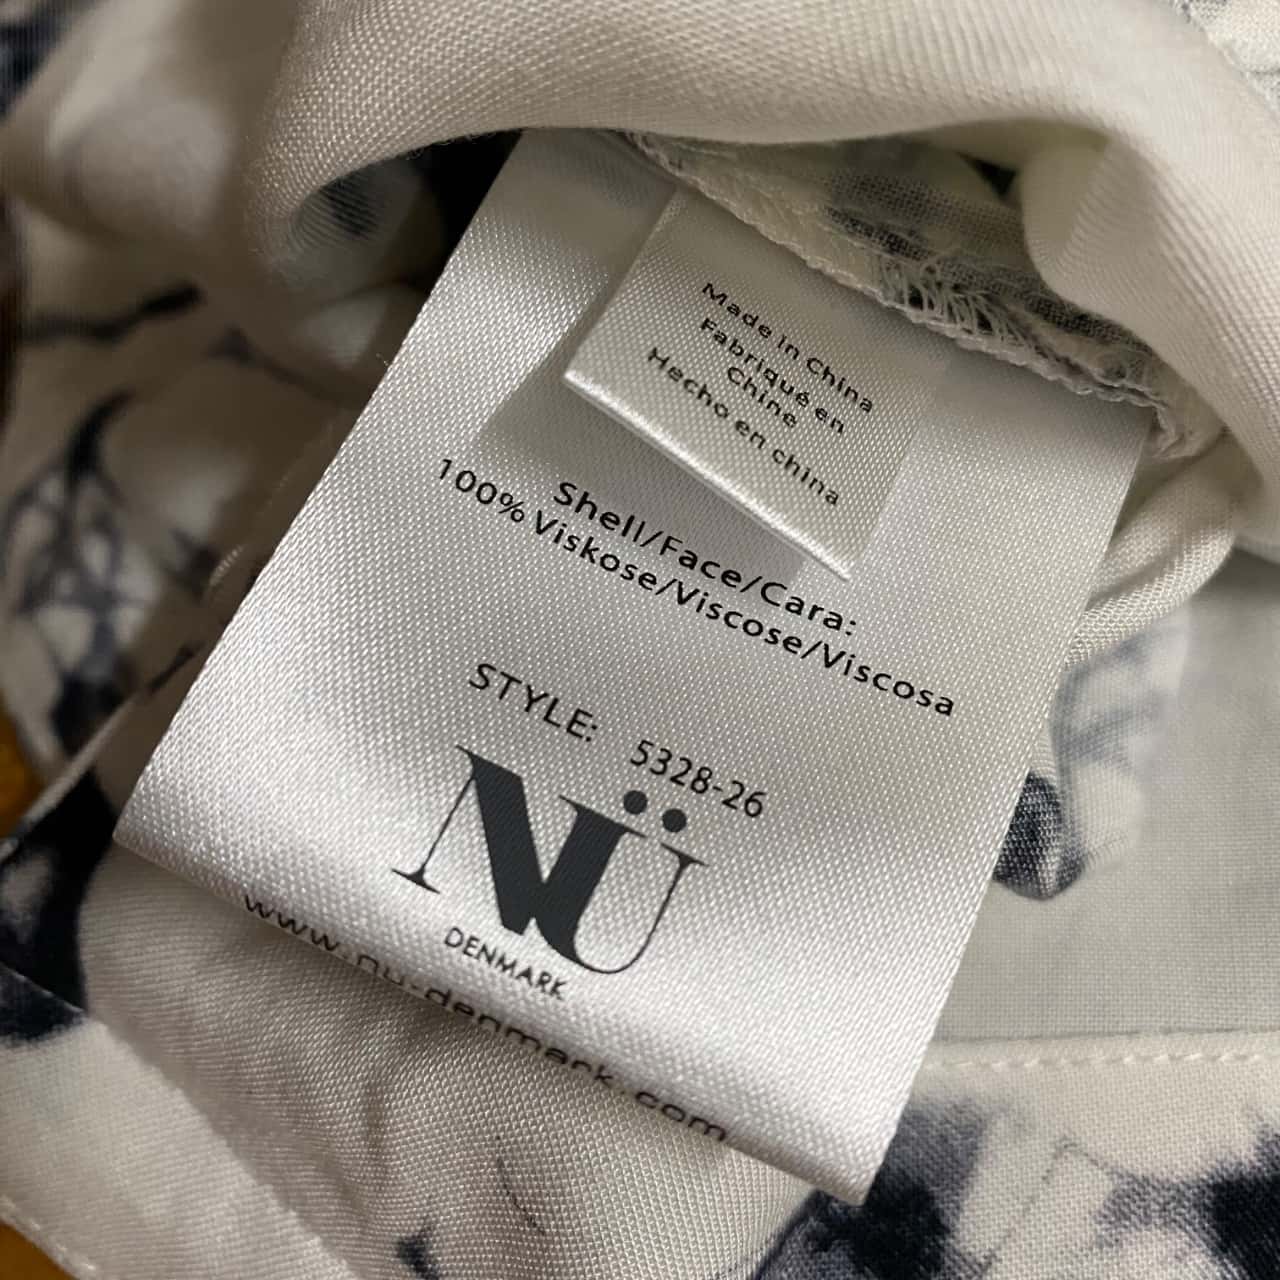 Made in China
Fabriqué en
Chine
Hecho en china
Shell/Face/Cara:
100% Viskose/Viscose/Viscosa
STYLE: 5328-26
NÜ
DENMARK
www.nu-denmark.com